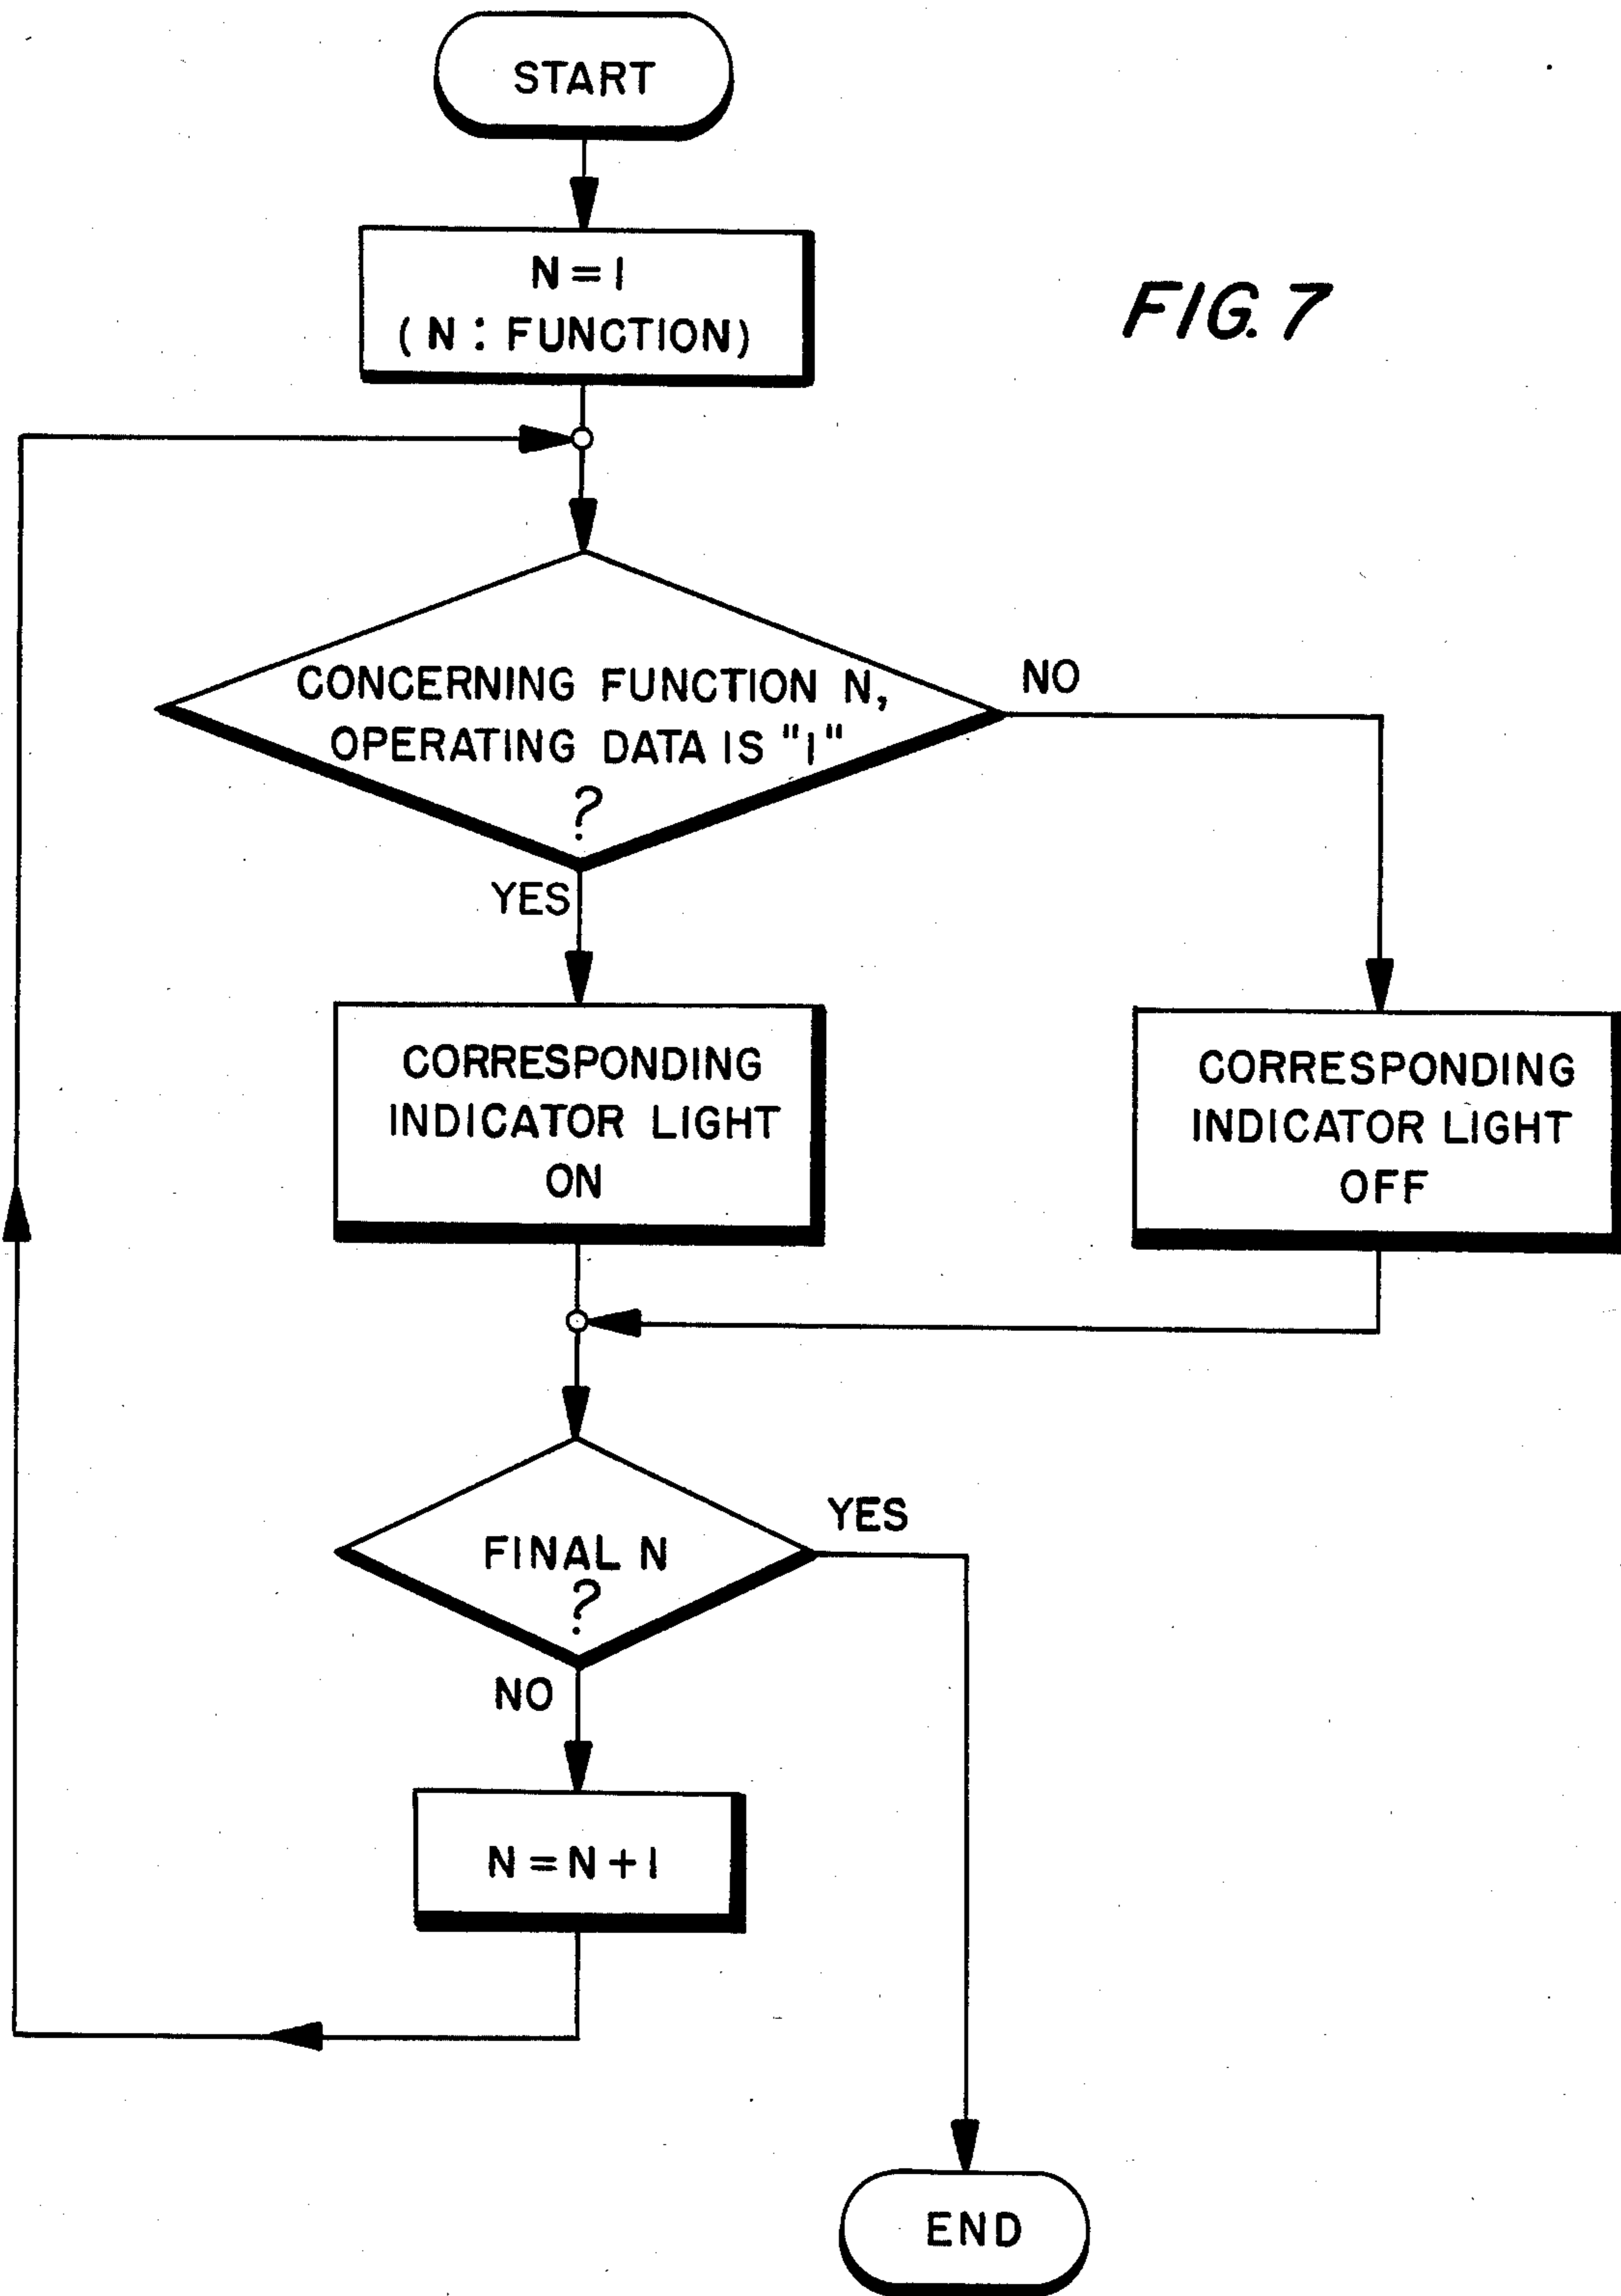 START
N = 1
( N : FUNCTION)
FIG. 7
CONCERNING FUNCTION N,
OPERATING DATA IS "1"
?
NO
YES
CORRESPONDING
INDICATOR LIGHT
ON
CORRESPONDING
INDICATOR LIGHT
OFF
FINAL N
?
YES
NO
N = N + 1
END